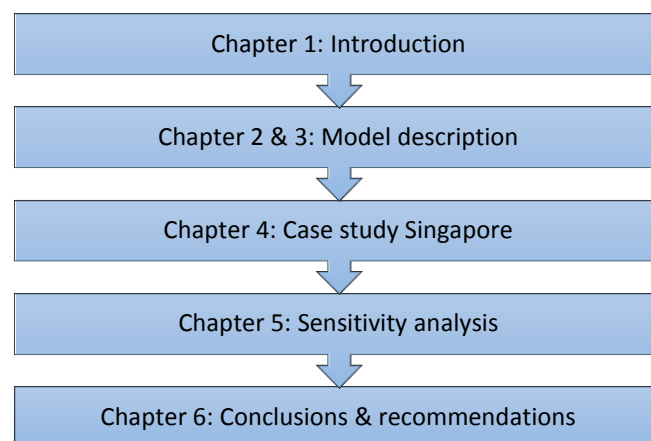 Chapter 1: Introduction
Chapter 2 & 3: Model description
Chapter 4: Case study Singapore
Chapter 5: Sensitivity analysis
Chapter 6: Conclusions & recommendations